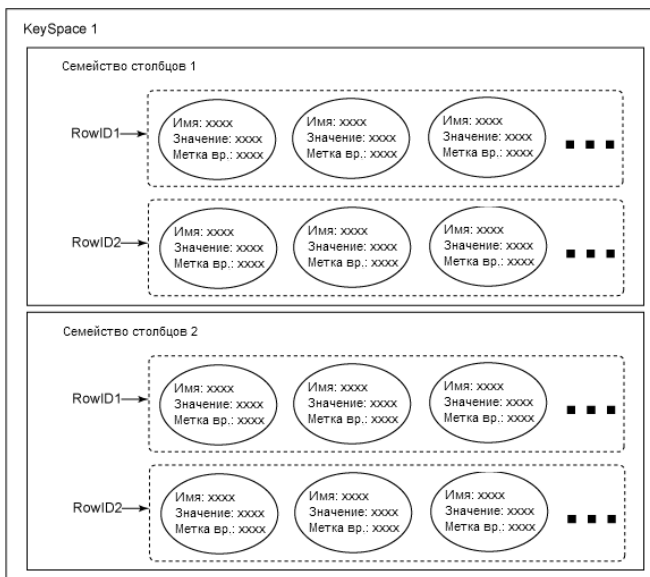 KeySpace 1
Семейство столбцов 1
RowID1
Имя: xxxx
Значение: xxxx
Метка вр.: xxxx
Имя: xxxx
Значение: xxxx
Метка вр.: xxxx
Имя: xxxx
Значение: xxxx
Метка вр.: xxxx
RowID2
Имя: xxxx
Значение: xxxx
Метка вр.: xxxx
Имя: xxxx
Значение: xxxx
Метка вр.: xxxx
Имя: xxxx
Значение: xxxx
Метка вр.: xxxx
Семейство столбцов 2
RowID1
Имя: xxxx
Значение: xxxx
Метка вр.: xxxx
Имя: xxxx
Значение: xxxx
Метка вр.: xxxx
Имя: xxxx
Значение: xxxx
Метка вр.: xxxx
RowID2
Имя: xxxx
Значение: xxxx
Метка вр.: xxxx
Имя: xxxx
Значение: xxxx
Метка вр.: xxxx
Имя: xxxx
Значение: xxxx
Метка вр.: xxxx